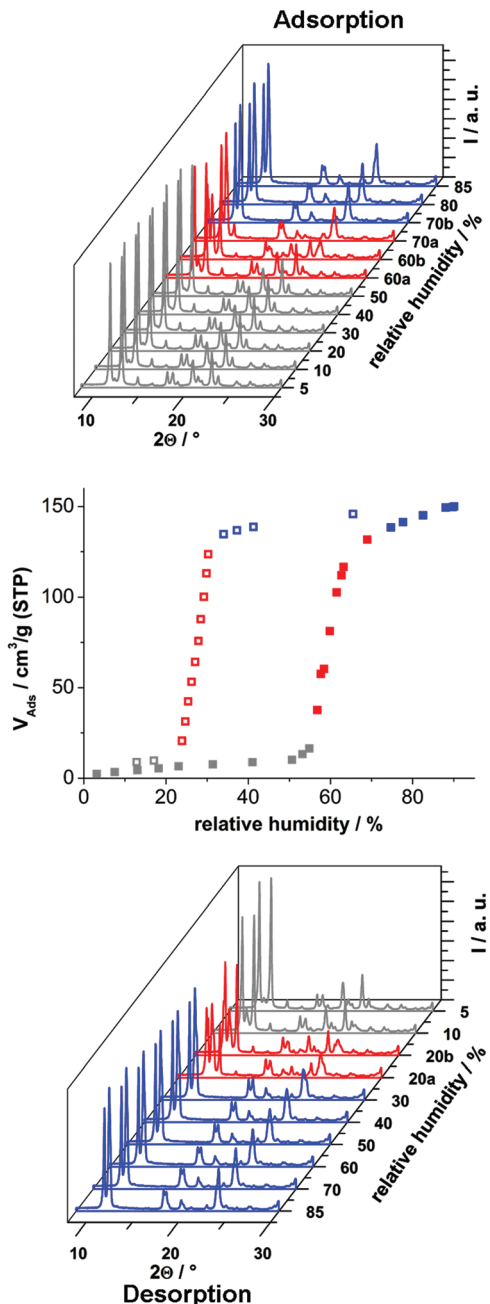 Adsorption
I / a. u.
85
80
70b
70a
60b
60a
50
40
30
20
10
5
relative humidity / %
10
20
30
2Θ / °
150
100
50
0
V_Ads / cm³/g (STP)
0
20
40
60
80
relative humidity / %
I / a. u.
5
10
20b
20a
30
40
50
60
70
85
relative humidity / %
10
20
30
2Θ / °
Desorption